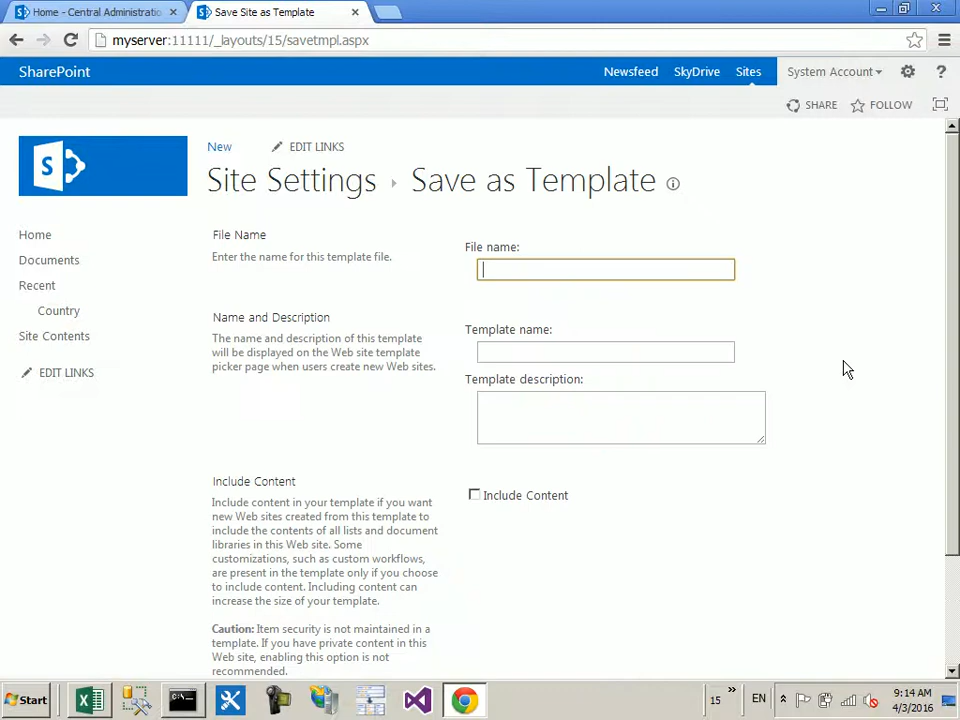 Home - Central Administratio
Save Site as Template
myserver:11111/_layouts/15/savetmpl.aspx
SharePoint
Newsfeed
SkyDrive
Sites
System Account
?
SHARE
FOLLOW
S
New
EDIT LINKS
Site Settings
Save as Template
Home
Documents
Recent
Country
Site Contents
EDIT LINKS
File Name
Enter the name for this template file.
File name:
Name and Description
The name and description of this template
will be displayed on the Web site template
picker page when users create new Web sites.
Template name:
Template description:
Include Content
Include content in your template if you want
new Web sites created from this template to
include the contents of all lists and document
libraries in this Web site. Some
customizations, such as custom workflows,
are present in the template only if you choose
to include content. Including content can
increase the size of your template.
Caution: Item security is not maintained in a
template. If you have private content in this
Web site, enabling this option is not
recommended.
Include Content
Start
15
EN
9:14 AM
4/3/2016